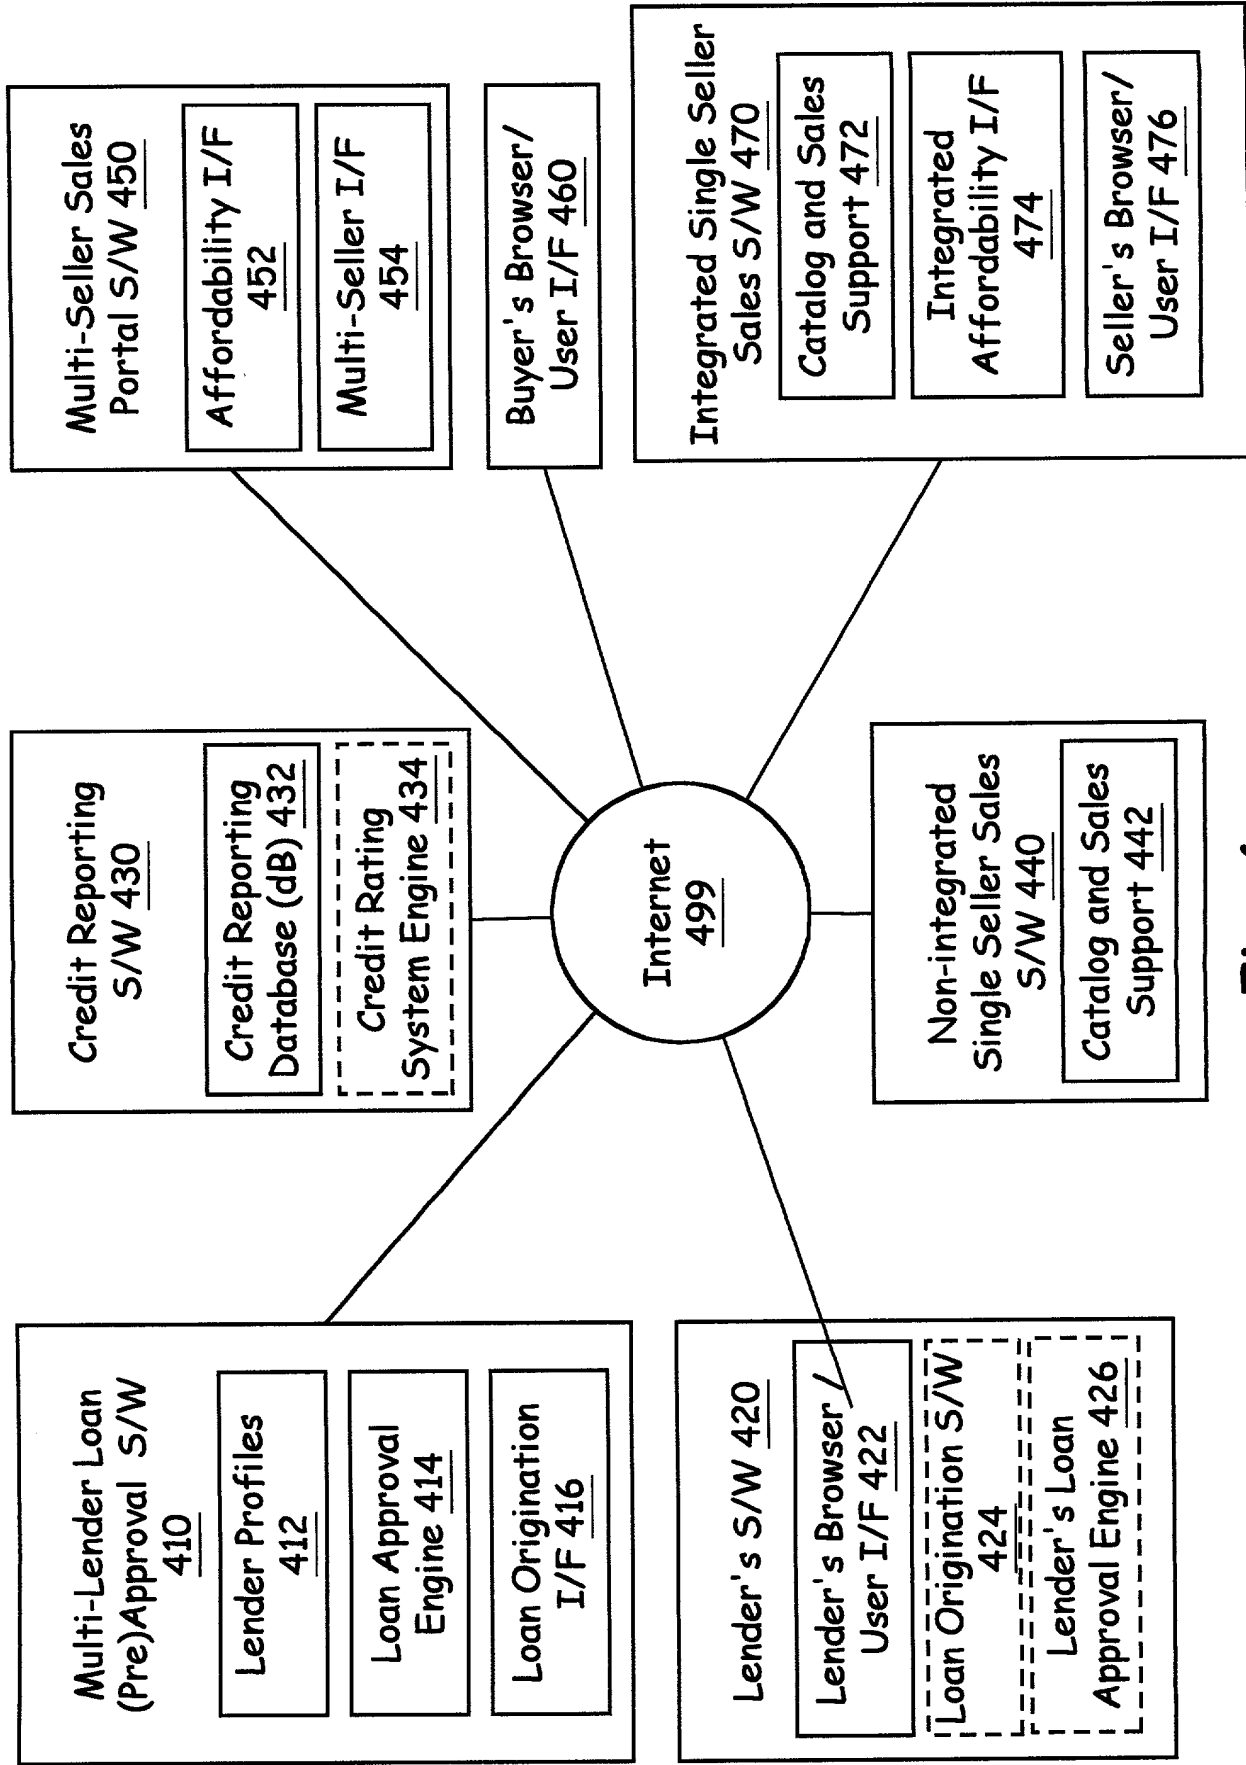 Multi-Lender Loan
(Pre)Approval S/W
410
Lender Profiles
412
Loan Approval
Engine 414
Loan Origination
I/F 416
Credit Reporting
S/W 430
Credit Reporting
Database (dB) 432
Credit Rating
System Engine 434
Multi-Seller Sales
Portal S/W 450
Affordability I/F
452
Multi-Seller I/F
454
Buyer's Browser/
User I/F 460
Internet
499
Lender's S/W 420
Lender's Browser /
User I/F 422
Loan Origination S/W
424
Lender's Loan
Approval Engine 426
Non-integrated
Single Seller Sales
S/W 440
Catalog and Sales
Support 442
Integrated Single Seller
Sales S/W 470
Catalog and Sales
Support 472
Integrated
Affordability I/F
474
Seller's Browser/
User I/F 476